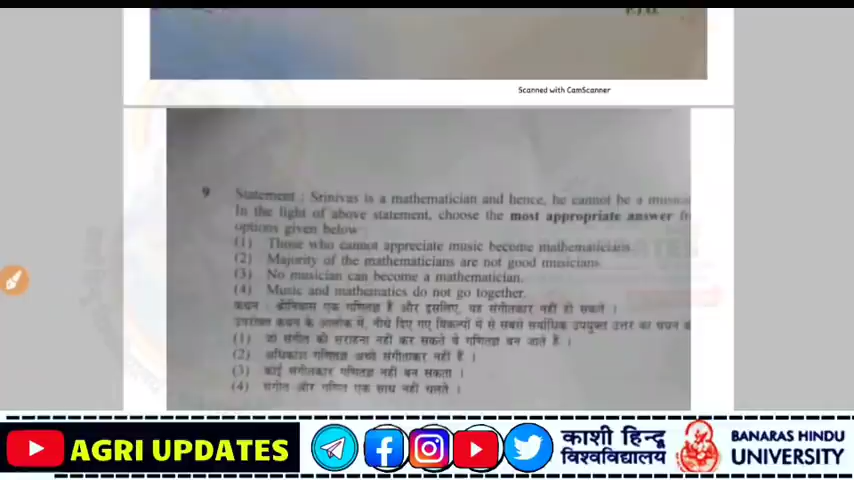 Scanned with CamScanner
9 Statement : Srinivas is a mathematician and hence, he cannot be a
In the light of above statement, choose the most appropriate answer
options given below
(1) Those who cannot appreciate music become mathematicians.
(2) Majority of the mathematicians are not good musicians.
(3) No musician can become a mathematician.
(4) Music and mathematics do not go together.
कथन : श्रीनिवास एक गणितज्ञ हैं और इसलिए, वह संगीतकार नहीं हो सकते ।
उपरोक्त कथन के आलोक में, नीचे दिए गए विकल्पों में से सबसे सर्वाधिक उपयुक्त उत्तर का चयन
(1) जो संगीत की सराहना नहीं कर सकते वे गणितज्ञ बन जाते हैं ।
(2) अधिकांश गणितज्ञ अच्छे संगीतकार नहीं हैं ।
(3) कोई संगीतकार गणितज्ञ नहीं बन सकता ।
(4) संगीत और गणित एक साथ नहीं चलते ।
AGRI UPDATES
काशी हिन्दू
विश्वविद्यालय
BANARAS HINDU
UNIVERSITY